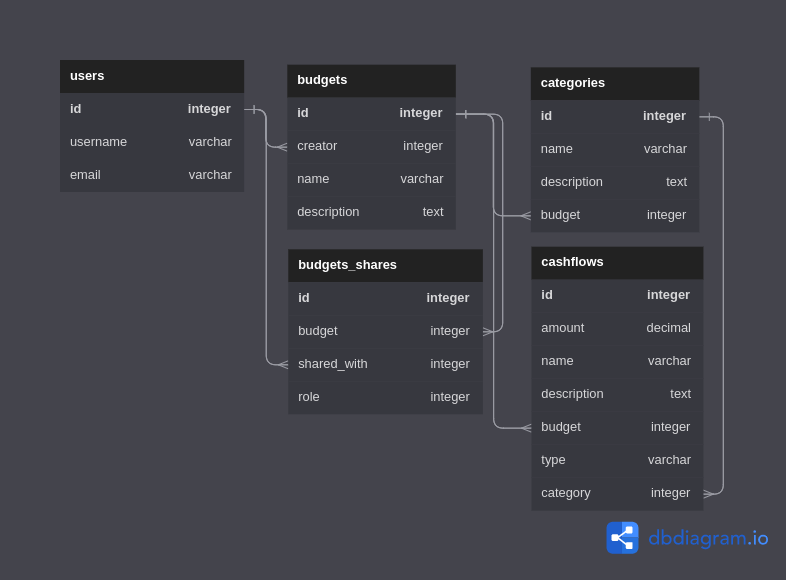 users
id integer
username varchar
email varchar
budgets
id integer
creator integer
name varchar
description text
budgets_shares
id integer
budget integer
shared_with integer
role integer
categories
id integer
name varchar
description text
budget integer
cashflows
id integer
amount decimal
name varchar
description text
budget integer
type varchar
category integer
dbdiagram.io